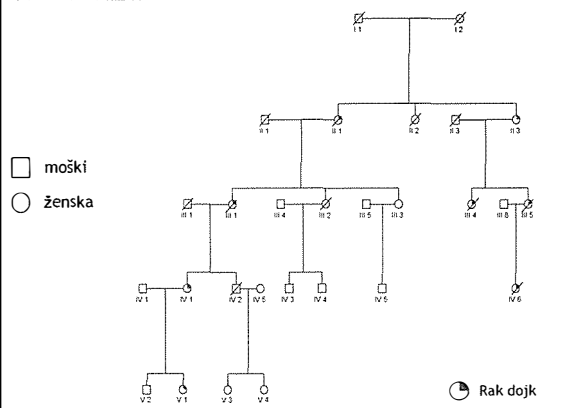 I 1 I 2
II 1 II 1 II 2 II 3 II 3
moški
ženska
III 1 III 1 III 4 III 2 III 5 III 3 III 4 III 8 III 5
IV 1 IV 1 IV 2 IV 5 IV 3 IV 4 IV 5 IV 6
V 2 V 1 V 3 V 4
Rak dojk